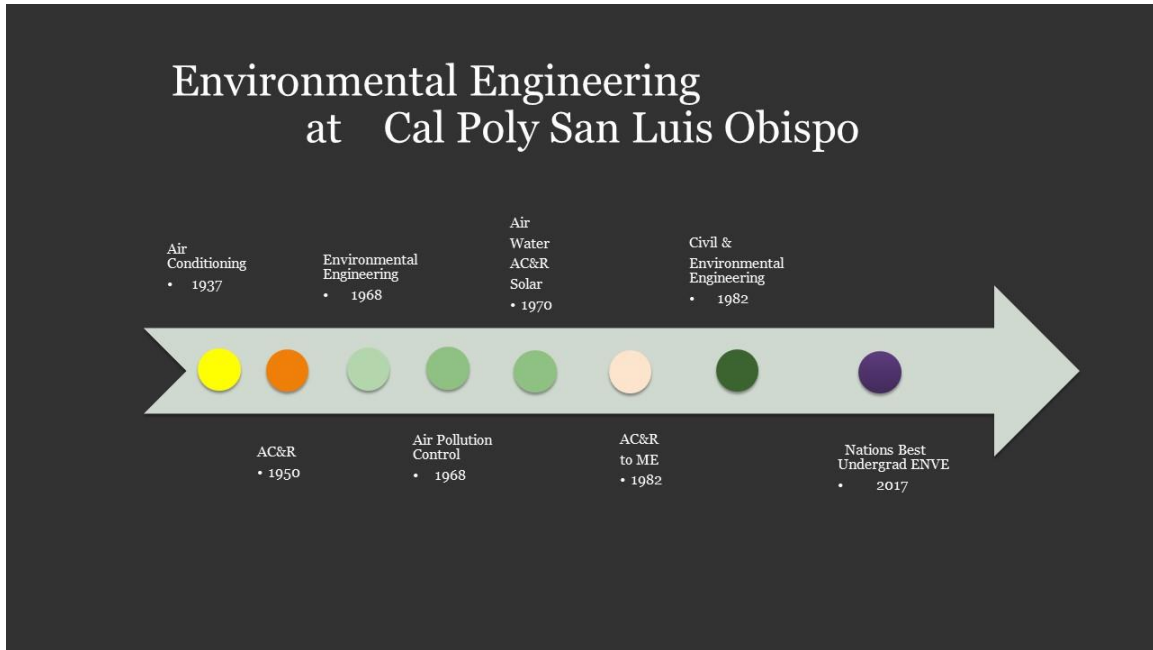 Environmental Engineering
at Cal Poly San Luis Obispo
Air
Conditioning
• 1937
AC&R
• 1950
Environmental
Engineering
• 1968
Air Pollution
Control
• 1968
Air
Water
AC&R
Solar
• 1970
AC&R
to ME
• 1982
Civil &
Environmental
Engineering
• 1982
Nations Best
Undergrad ENVE
• 2017